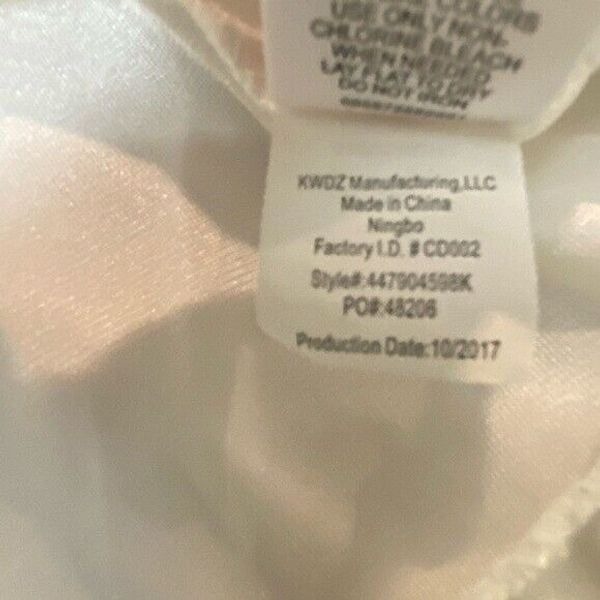 COLORS
USE ONLY NON-
CHLORINE BLEACH
WHEN NEEDED
LAY FLAT TO DRY
DO NOT IRON
KWDZ Manufacturing,LLC
Made in China
Ningbo
Factory I.D. # CD002
Style#:447904598K
PO#:48206
Production Date:10/2017